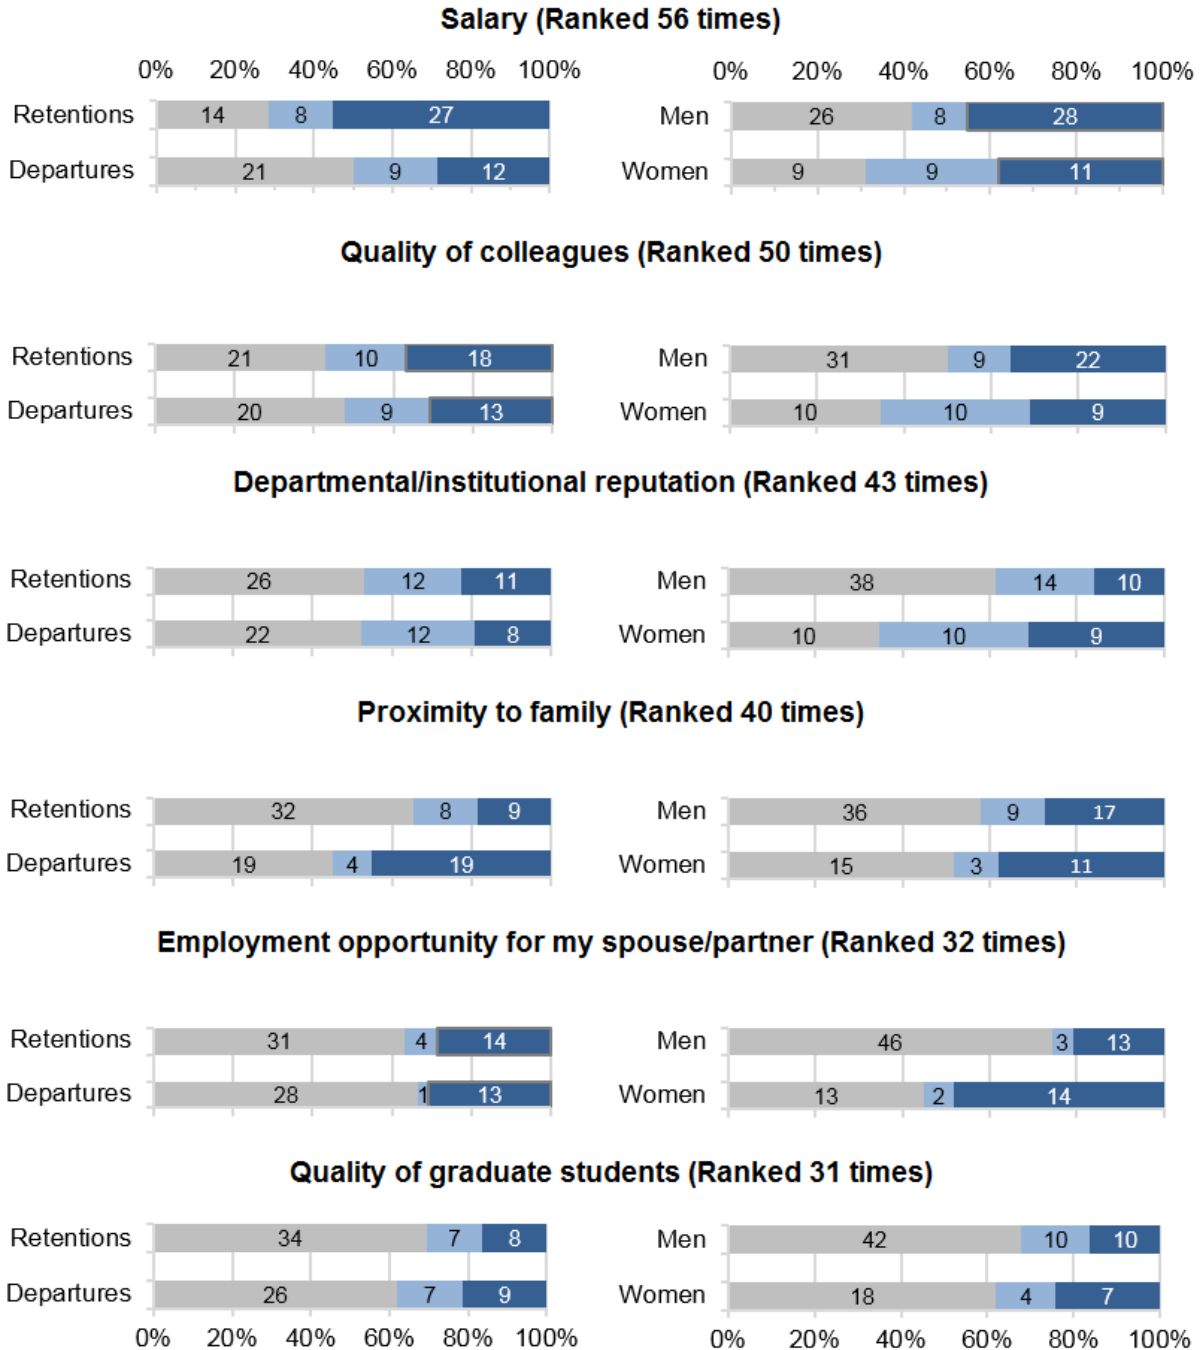 Salary (Ranked 56 times)
0% 20% 40% 60% 80% 100% 0% 20% 40% 60% 80% 100%
Retentions 14 8 27 Men 26 8 28
Departures 21 9 12 Women 9 9 11
Quality of colleagues (Ranked 50 times)
Retentions 21 10 18 Men 31 9 22
Departures 20 9 13 Women 10 10 9
Departmental/institutional reputation (Ranked 43 times)
Retentions 26 12 11 Men 38 14 10
Departures 22 12 8 Women 10 10 9
Proximity to family (Ranked 40 times)
Retentions 32 8 9 Men 36 9 17
Departures 19 4 19 Women 15 3 11
Employment opportunity for my spouse/partner (Ranked 32 times)
Retentions 31 4 14 Men 46 3 13
Departures 28 1 13 Women 13 2 14
Quality of graduate students (Ranked 31 times)
Retentions 34 7 8 Men 42 10 10
Departures 26 7 9 Women 18 4 7
0% 20% 40% 60% 80% 100% 0% 20% 40% 60% 80% 100%